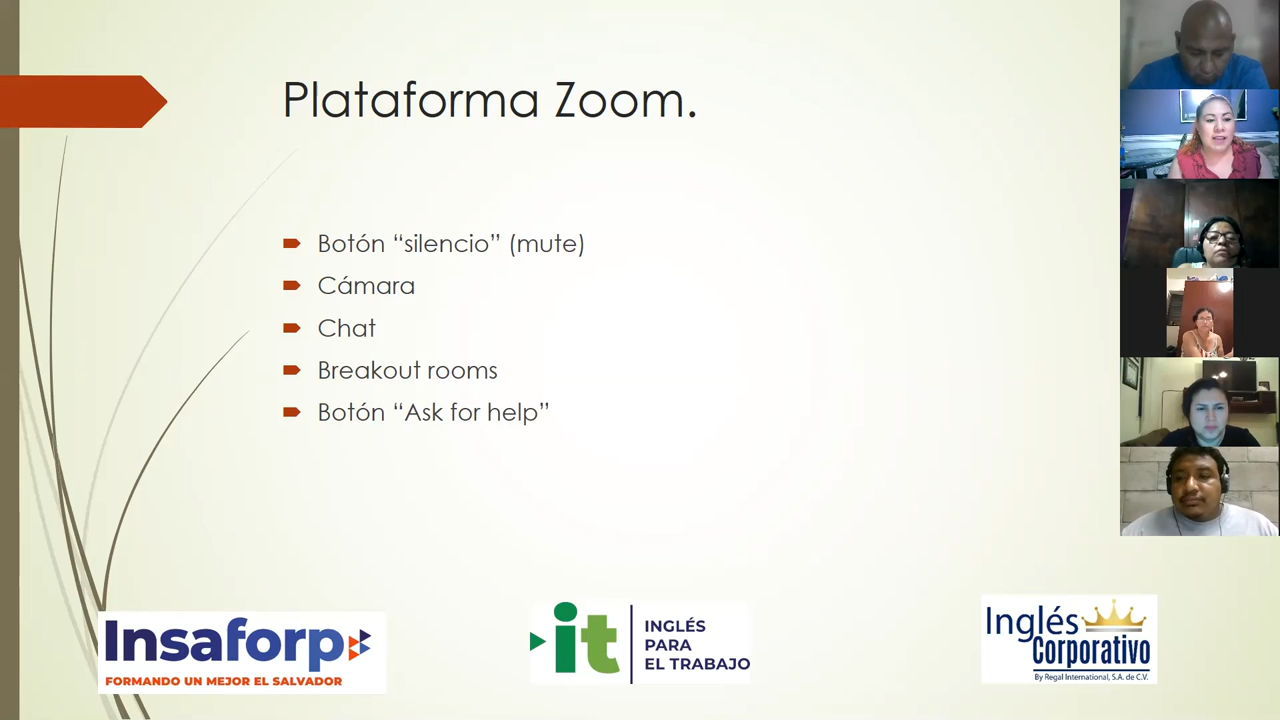 Plataforma Zoom.
Botón “silencio” (mute)
Cámara
Chat
Breakout rooms
Botón “Ask for help”
Insaforp
FORMANDO UN MEJOR EL SALVADOR
it
INGLÉS
PARA
EL TRABAJO
Inglés
Corporativo
By Regal International, S.A. de C.V.